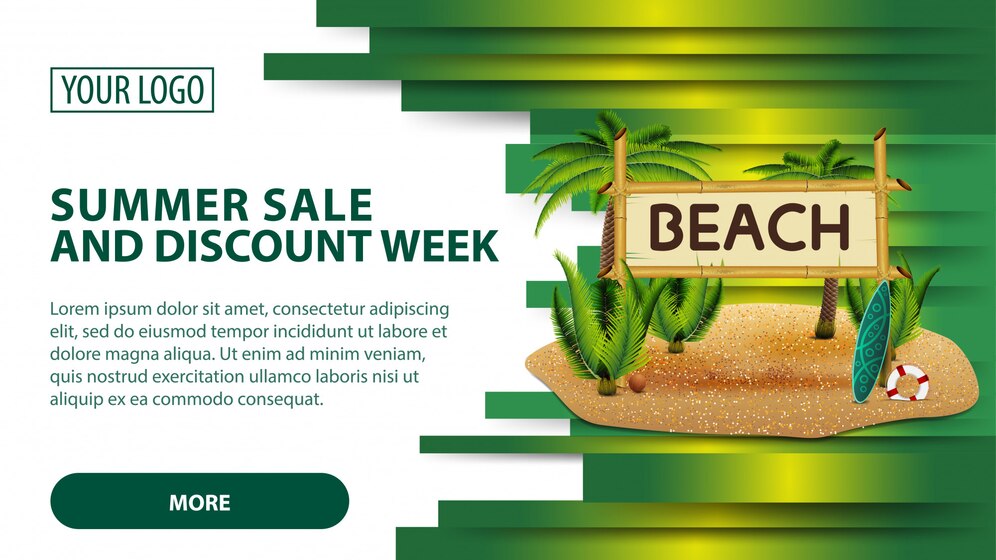 YOUR LOGO
SUMMER SALE
AND DISCOUNT WEEK
Lorem ipsum dolor sit amet, consectetur adipiscing
elit, sed do eiusmod tempor incididunt ut labore et
dolore magna aliqua. Ut enim ad minim veniam,
quis nostrud exercitation ullamco laboris nisi ut
aliquip ex ea commodo consequat.
MORE
BEACH